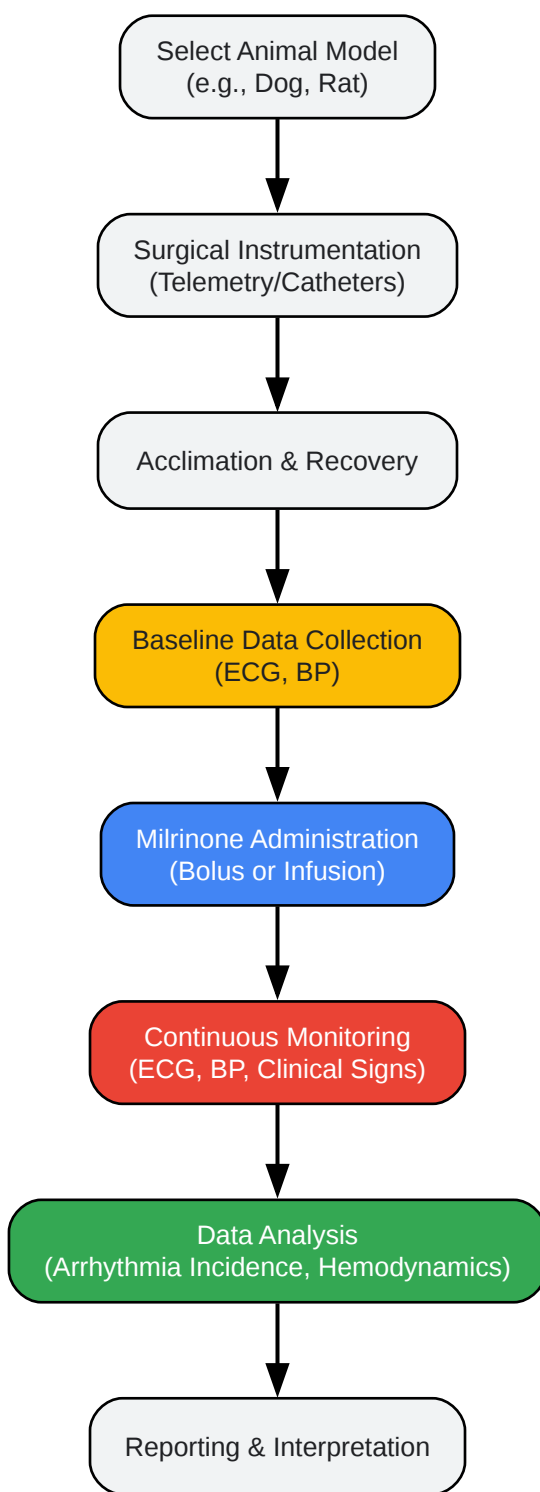 Select Animal Model
(e.g., Dog, Rat)
Surgical Instrumentation
(Telemetry/Catheters)
Acclimation & Recovery
Baseline Data Collection
(ECG, BP)
Milrinone Administration
(Bolus or Infusion)
Continuous Monitoring
(ECG, BP, Clinical Signs)
Data Analysis
(Arrhythmia Incidence, Hemodynamics)
Reporting & Interpretation